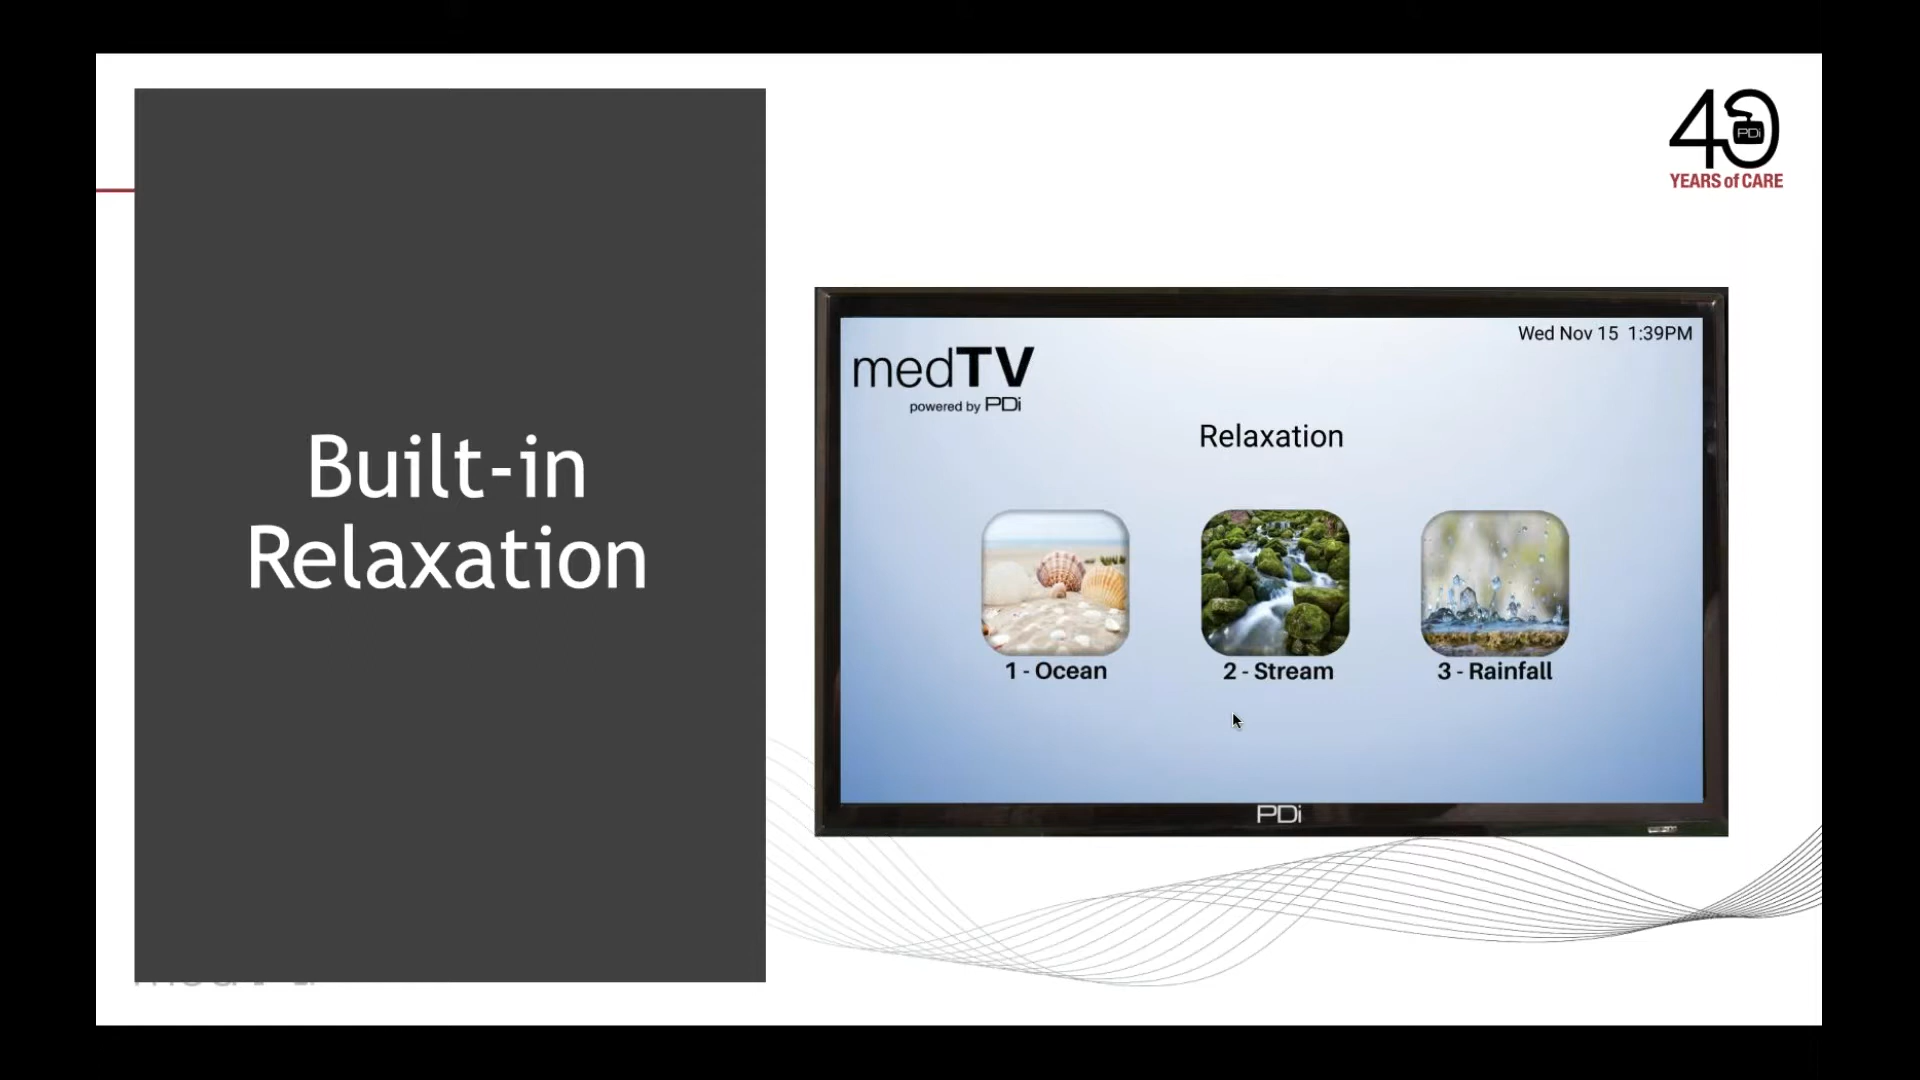 Built-in
Relaxation
40
PDi
YEARS of CARE
Wed Nov 15 1:39PM
medTV
powered by PDi
Relaxation
1 - Ocean
2 - Stream
3 - Rainfall
PDi